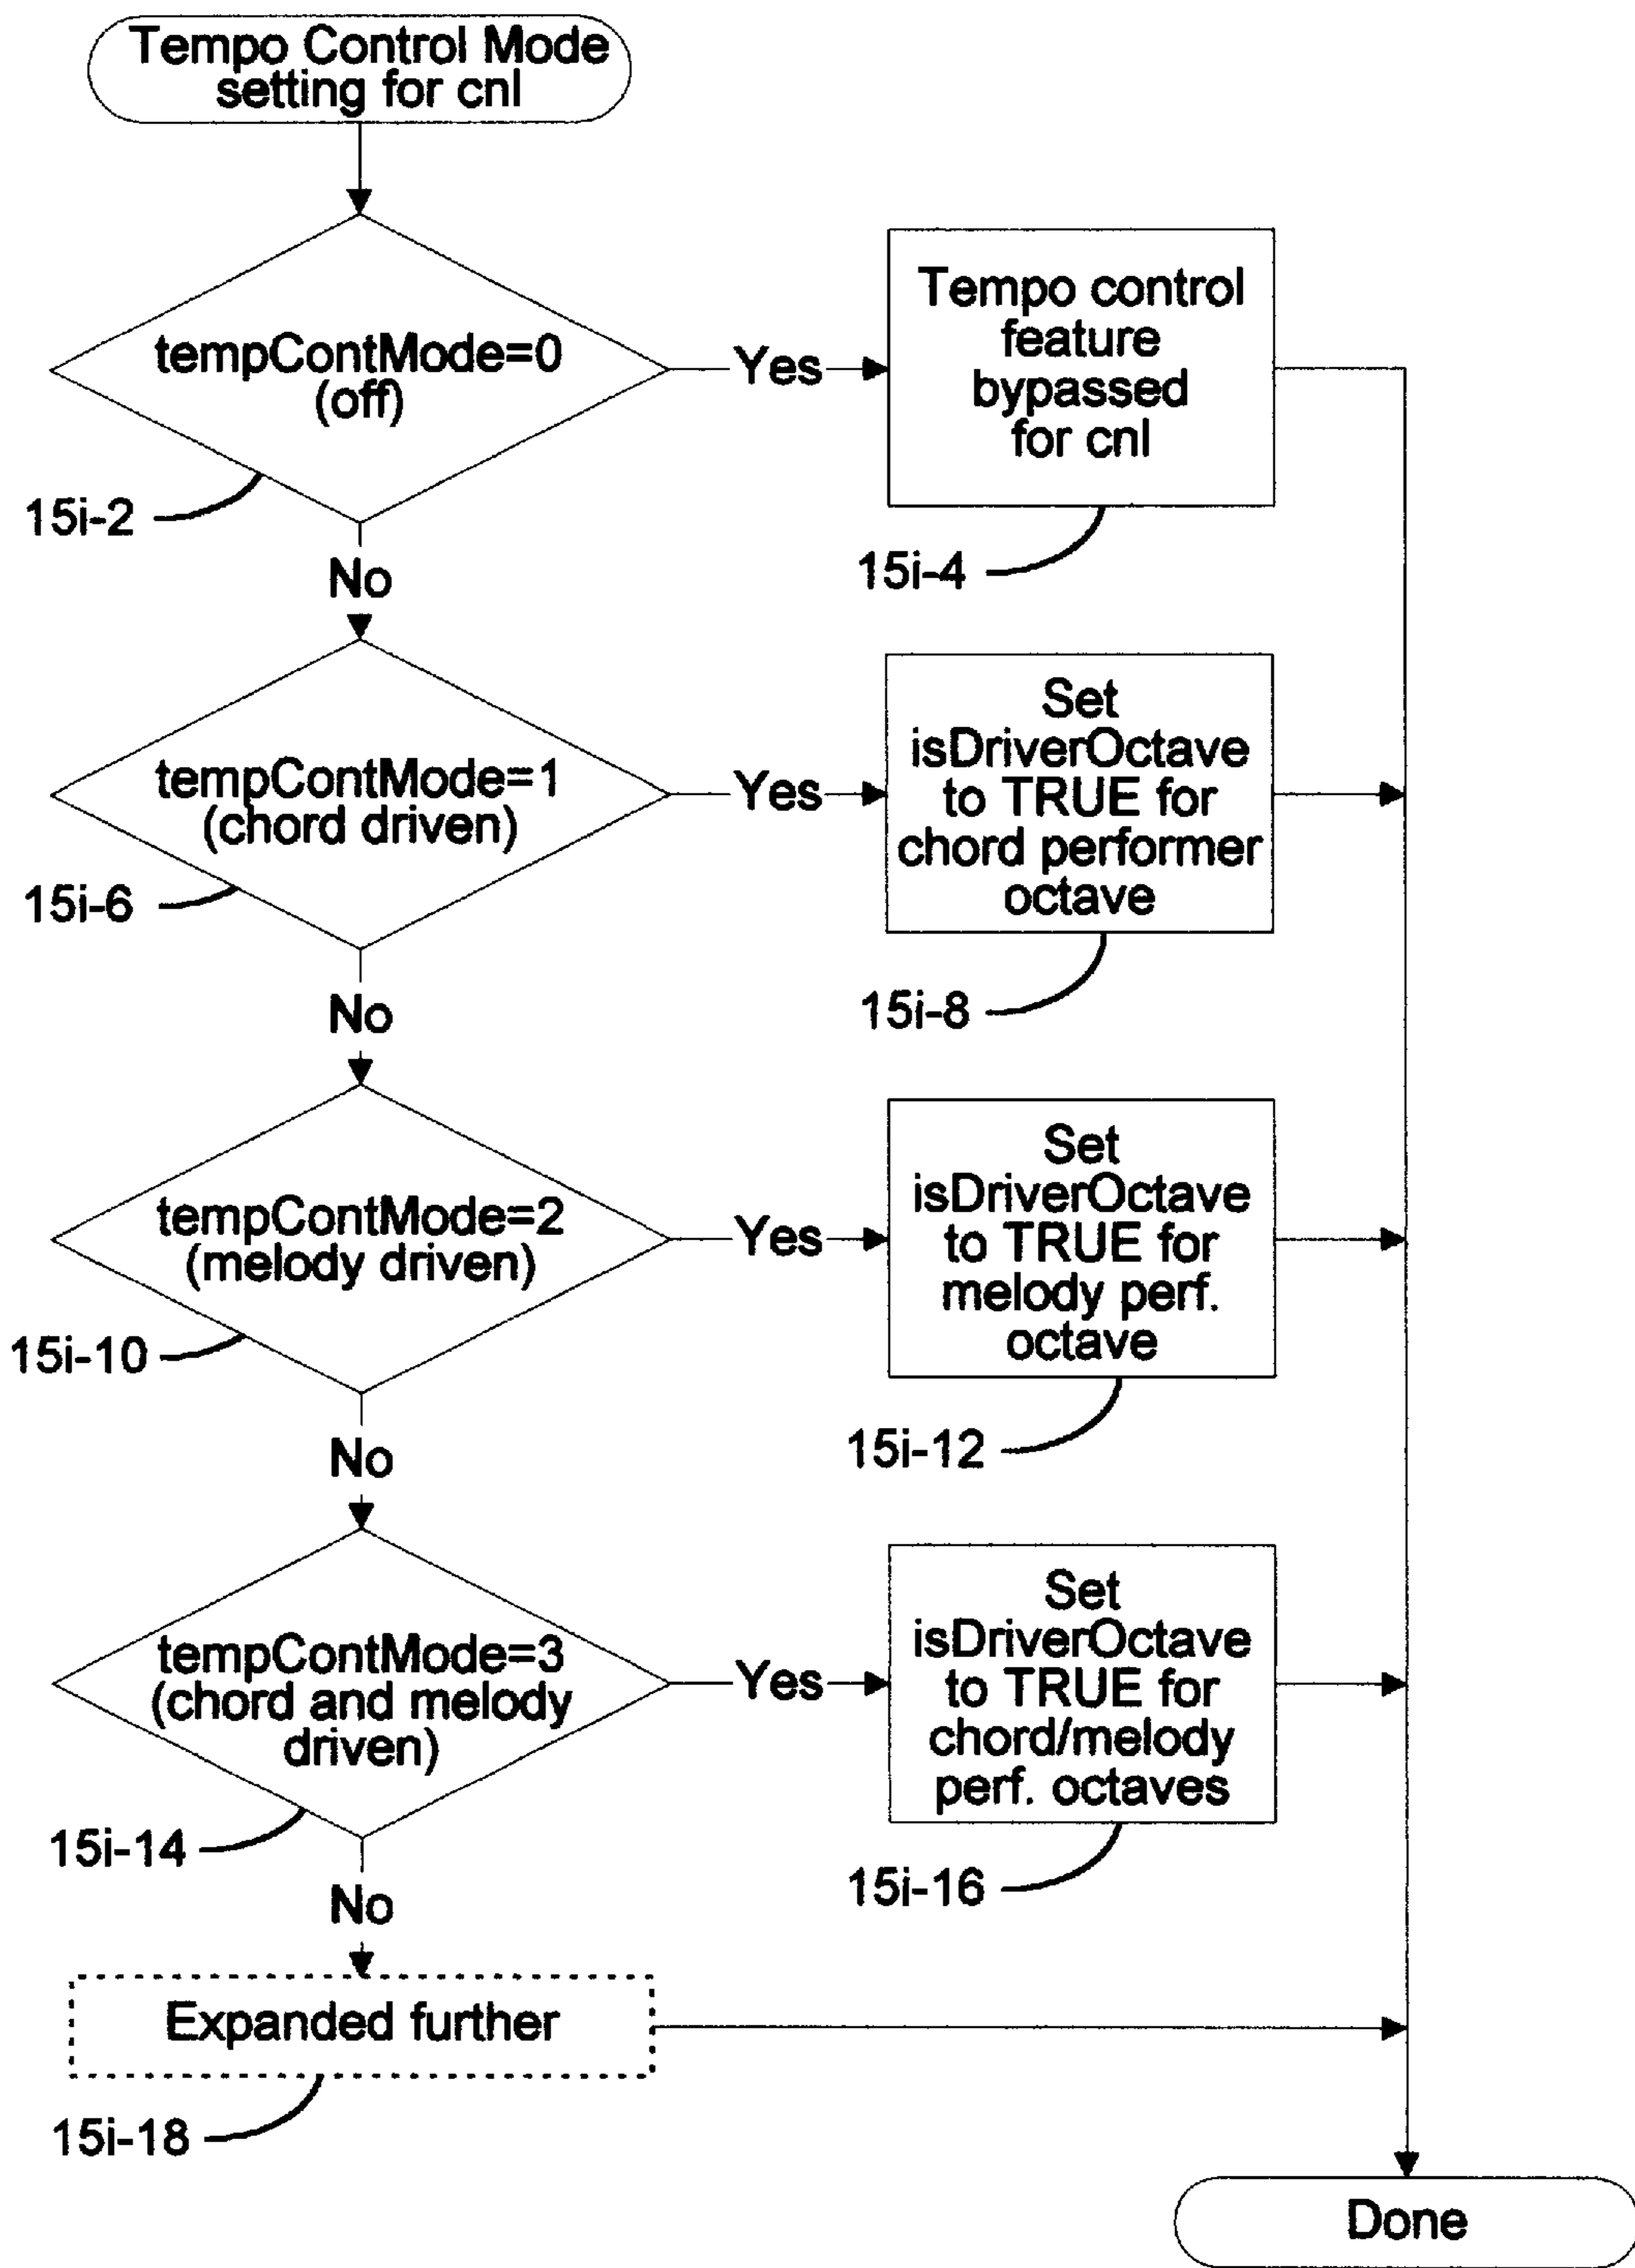 Tempo Control Mode
setting for cnl
tempContMode=0
(off)
Yes
Tempo control
feature
bypassed
for cnl
15i-2
15i-4
No
tempContMode=1
(chord driven)
Yes
Set
isDriverOctave
to TRUE for
chord performer
octave
15i-6
15i-8
No
tempContMode=2
(melody driven)
Yes
Set
isDriverOctave
to TRUE for
melody perf.
octave
15i-10
15i-12
No
tempContMode=3
(chord and melody
driven)
Yes
Set
isDriverOctave
to TRUE for
chord/melody
perf. octaves
15i-14
15i-16
No
Expanded further
15i-18
Done